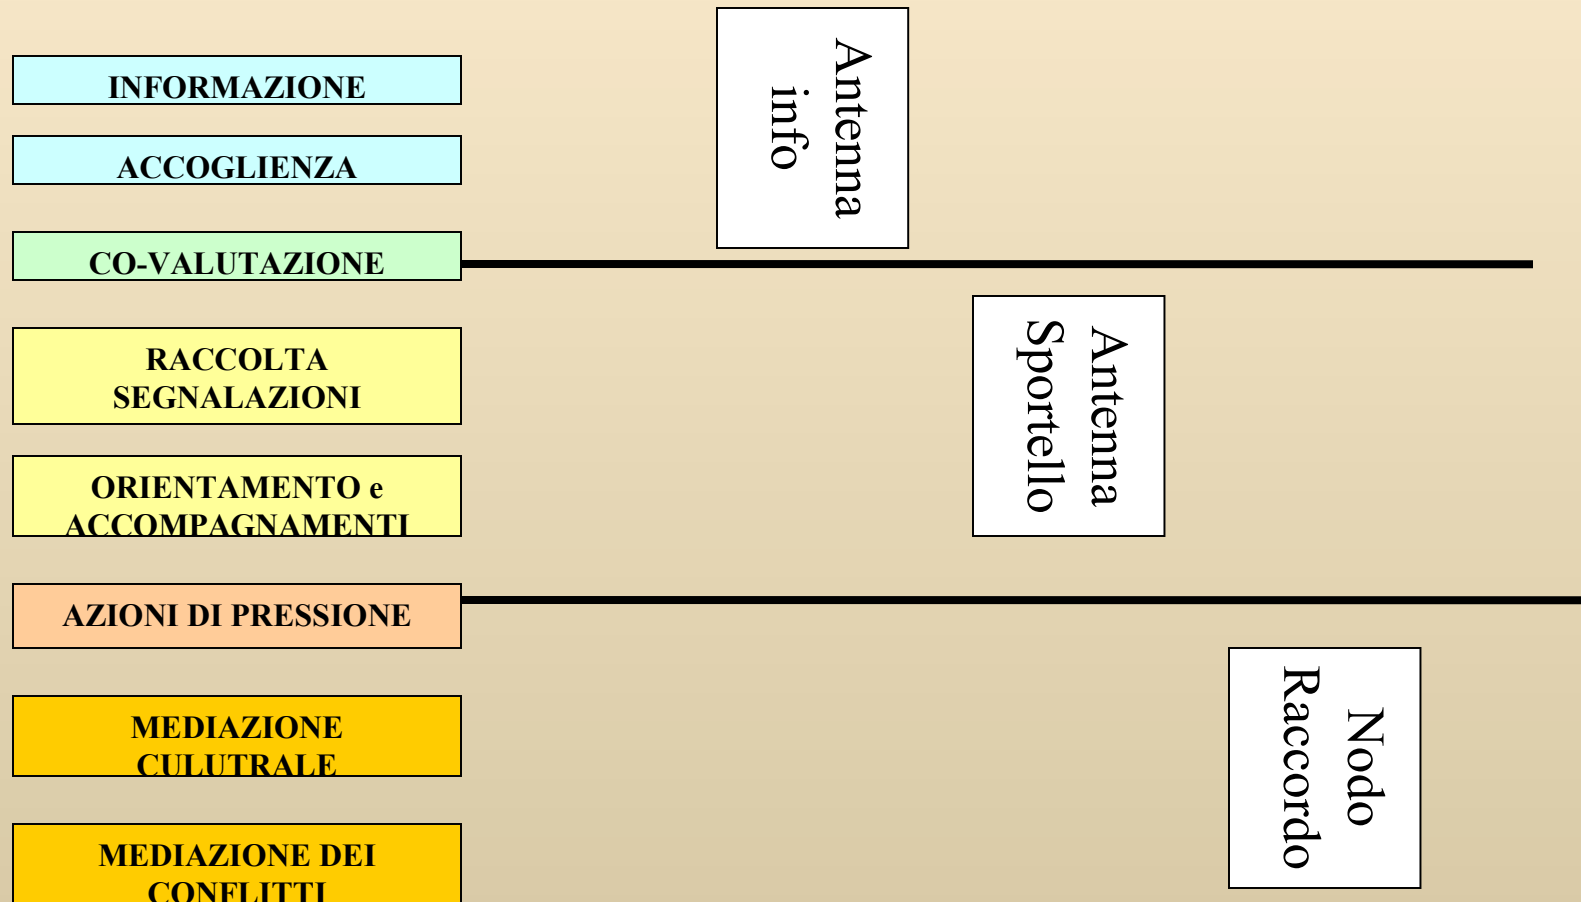 INFORMAZIONE
ACCOGLIENZA
CO-VALUTAZIONE
RACCOLTA
SEGNALAZIONI
ORIENTAMENTO e
ACCOMPAGNAMENTI
AZIONI DI PRESSIONE
MEDIAZIONE
CULUTRALE
MEDIAZIONE DEI
CONFLITTI
Antenna
info
Antenna
Sportello
Nodo
Raccordo